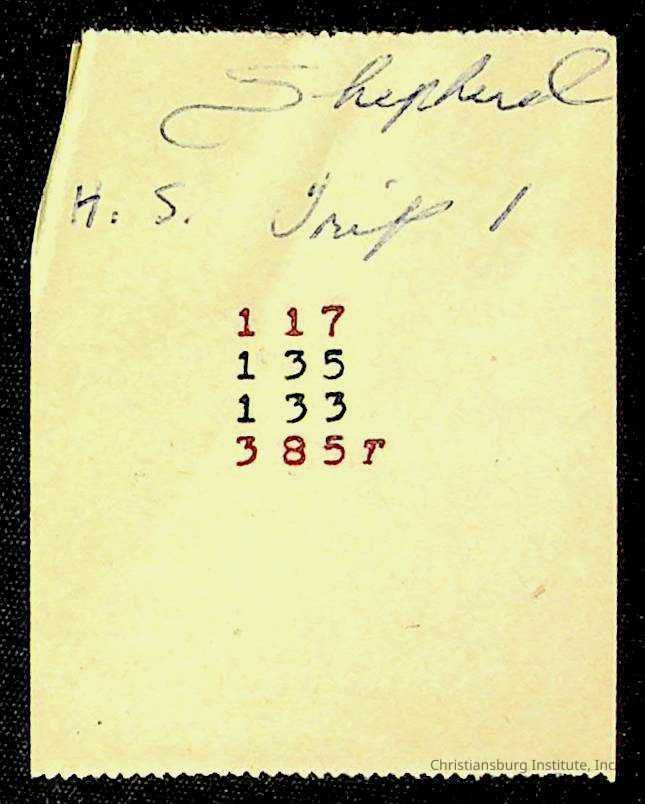 Shepherd
H. S. Trip 1
1 17
1 35
1 33
3 85T
Christiansburg Institute, Inc